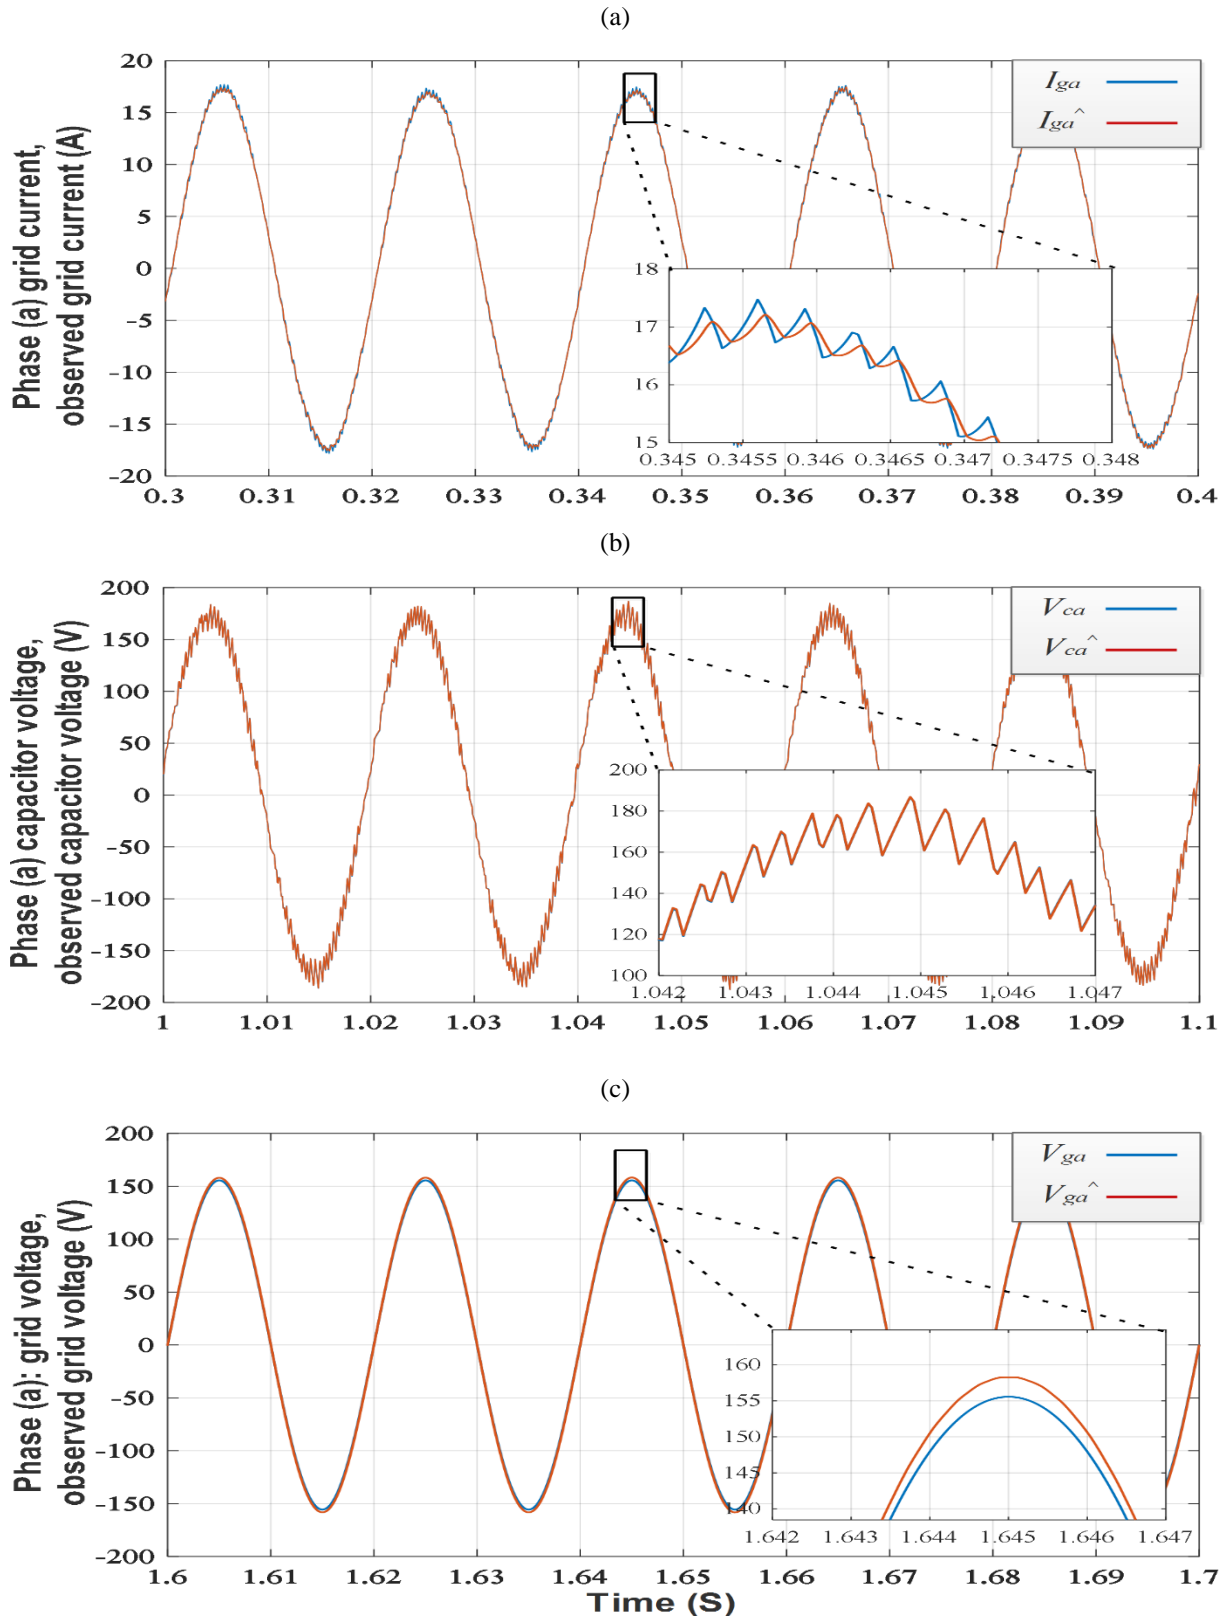 (a)
Phase (a) grid current,
observed grid current (A)
20
15
10
5
0
-5
-10
-15
-20
Iga
Iga^
18
17
16
15
0.345 0.3455 0.346 0.3465 0.347 0.3475 0.348
0.3 0.31 0.32 0.33 0.34 0.35 0.36 0.37 0.38 0.39 0.4
(b)
Phase (a) capacitor voltage,
observed capacitor voltage (V)
200
150
100
50
0
-50
-100
-150
-200
Vca
Vca^
200
180
160
140
120
100
1.042 1.043 1.044 1.045 1.046 1.047
1 1.01 1.02 1.03 1.04 1.05 1.06 1.07 1.08 1.09 1.1
(c)
Phase (a): grid voltage,
observed grid voltage (V)
200
150
100
50
0
-50
-100
-150
-200
Vga
Vga^
160
155
150
145
140
1.642 1.643 1.644 1.645 1.646 1.647
1.6 1.61 1.62 1.63 1.64 1.65 1.66 1.67 1.68 1.69 1.7
Time (S)